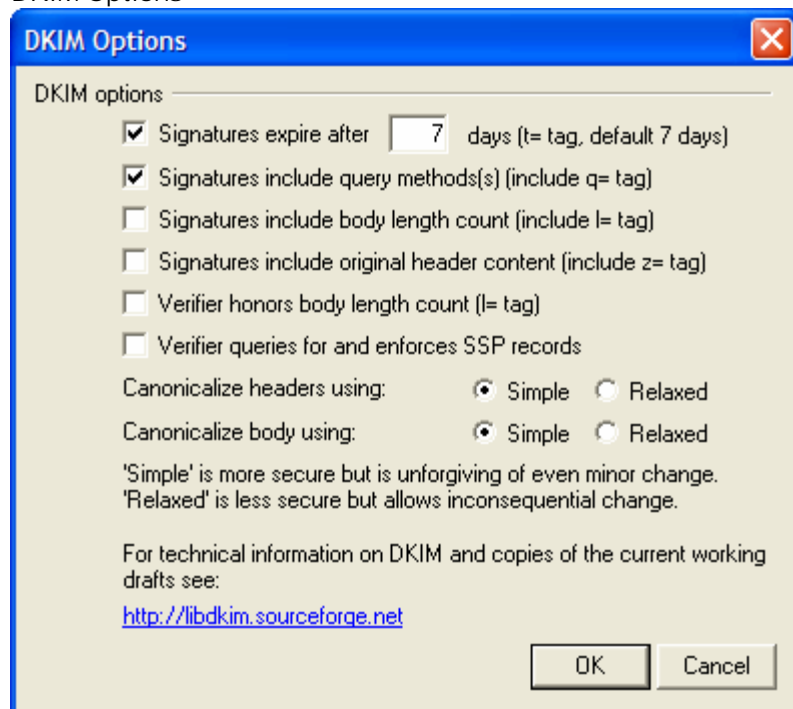 DKIM Options
DKIM Options
DKIM options
Signatures expire after 7 days (t= tag, default 7 days)
Signatures include query methods(s) (include q= tag)
Signatures include body length count (include l= tag)
Signatures include original header content (include z= tag)
Verifier honors body length count (l= tag)
Verifier queries for and enforces SSP records
Canonicalize headers using: Simple Relaxed
Canonicalize body using: Simple Relaxed
'Simple' is more secure but is unforgiving of even minor change.
'Relaxed' is less secure but allows inconsequential change.
For technical information on DKIM and copies of the current working
drafts see:
http://libdkim.sourceforge.net
OK Cancel